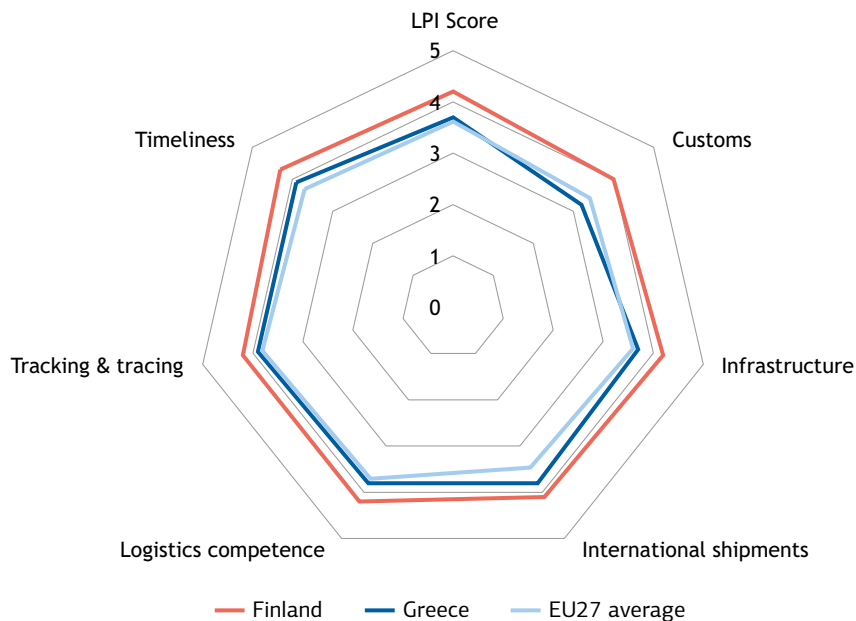 LPI Score
5
4
3
2
1
0
Timeliness
Customs
Tracking & tracing
Infrastructure
Logistics competence
International shipments
Finland
Greece
EU27 average